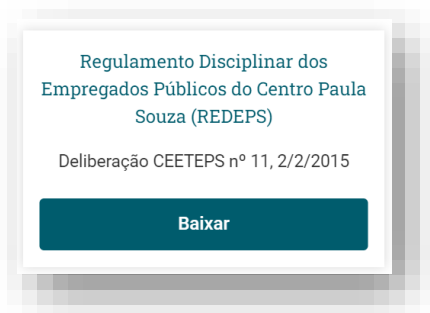 Regulamento Disciplinar dos
Empregados Públicos do Centro Paula
Souza (REDEPS)
Deliberação CEETEPS nº 11, 2/2/2015
Baixar